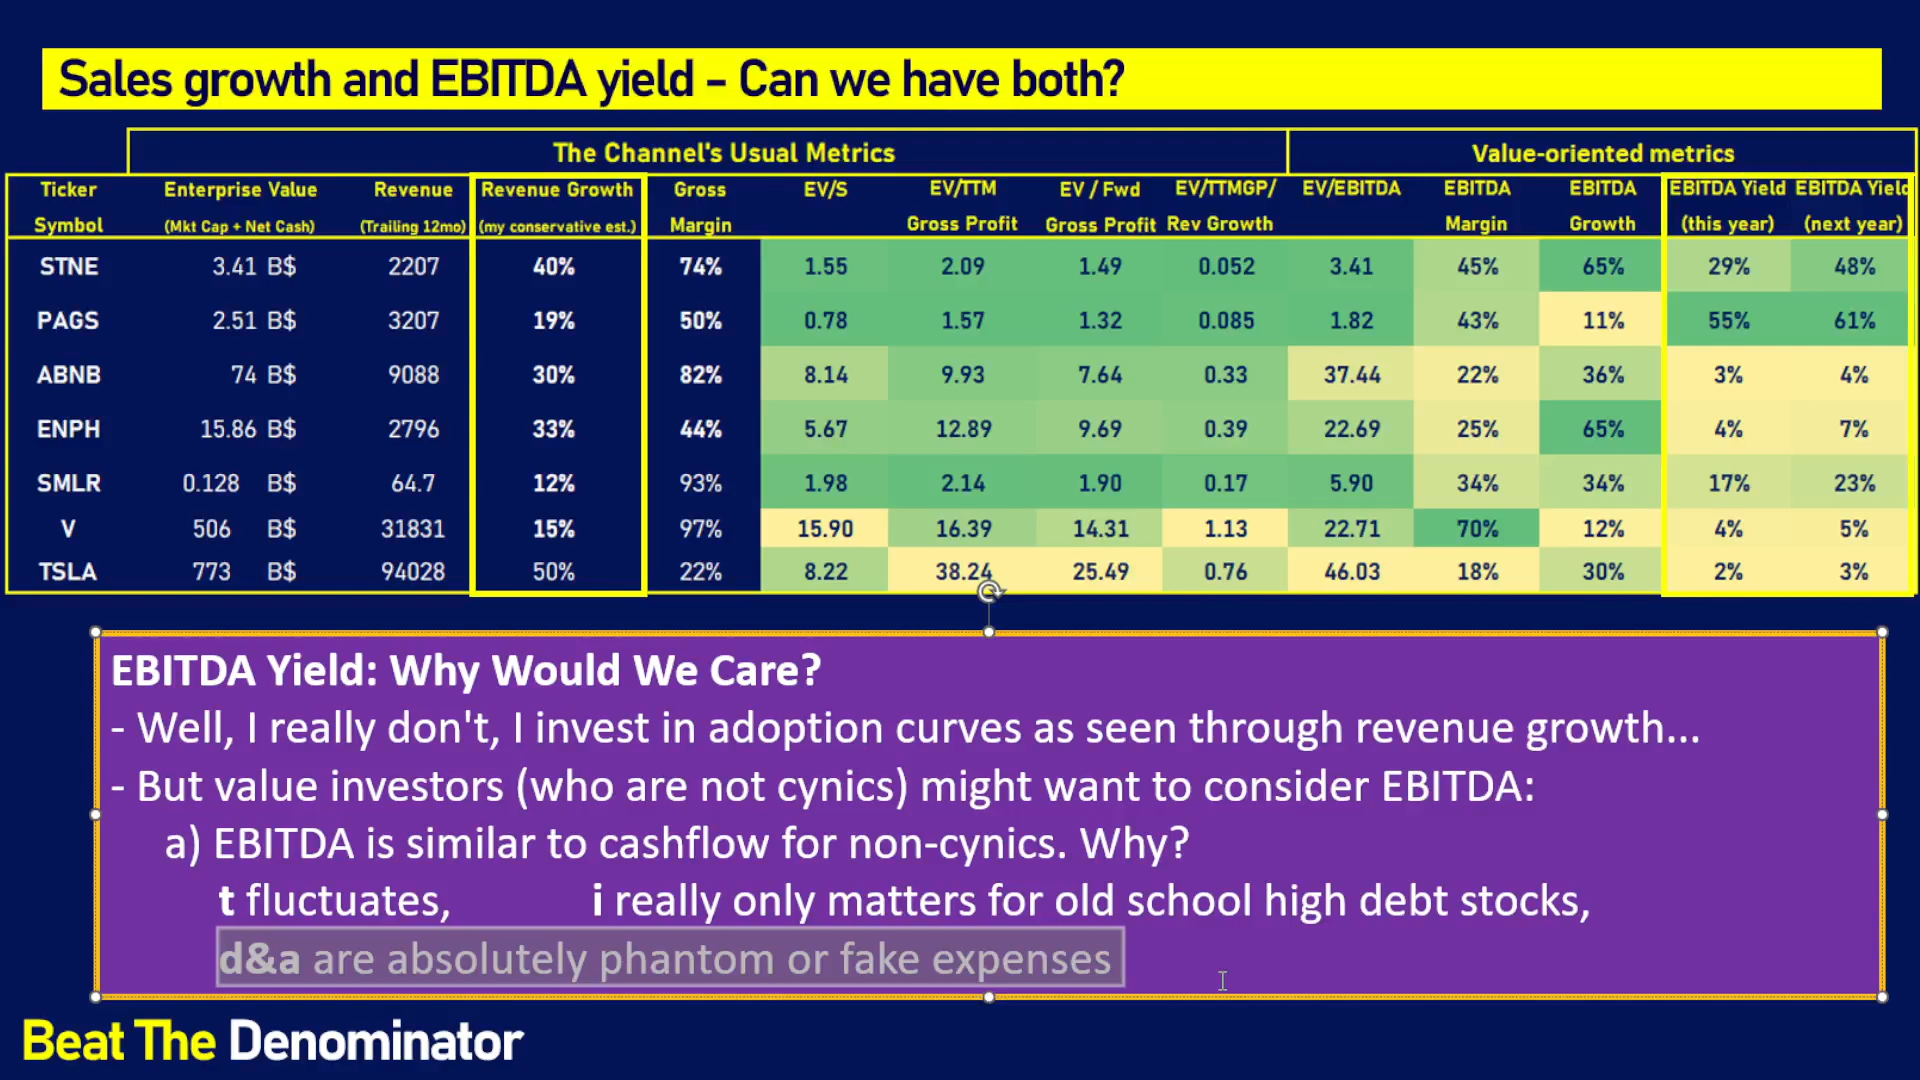 Sales growth and EBITDA yield – Can we have both?
The Channel's Usual Metrics Value-oriented metrics
Ticker Enterprise Value Revenue Revenue Growth Gross EV/S EV/TTM EV / Fwd EV/TTMGP/ EV/EBITDA EBITDA EBITDA EBITDA Yield EBITDA Yield
Symbol (Mkt Cap + Net Cash) (Trailing 12mo) (my conservative est.) Margin Gross Profit Gross Profit Rev Growth Margin Growth (this year) (next year)
STNE 3.41 B$ 2207 40% 74% 1.55 2.09 1.49 0.052 3.41 45% 65% 29% 48%
PAGS 2.51 B$ 3207 19% 50% 0.78 1.57 1.32 0.085 1.82 43% 11% 55% 61%
ABNB 74 B$ 9088 30% 82% 8.14 9.93 7.64 0.33 37.44 22% 36% 3% 4%
ENPH 15.86 B$ 2796 33% 44% 5.67 12.89 9.69 0.39 22.69 25% 65% 4% 7%
SMLR 0.128 B$ 64.7 12% 93% 1.98 2.14 1.90 0.17 5.90 34% 34% 17% 23%
V 506 B$ 31831 15% 97% 15.90 16.39 14.31 1.13 22.71 70% 12% 4% 5%
TSLA 773 B$ 94028 50% 22% 8.22 38.24 25.49 0.76 46.03 18% 30% 2% 3%
EBITDA Yield: Why Would We Care?
- Well, I really don't, I invest in adoption curves as seen through revenue growth...
- But value investors (who are not cynics) might want to consider EBITDA:
a) EBITDA is similar to cashflow for non-cynics. Why?
t fluctuates, i really only matters for old school high debt stocks,
d&a are absolutely phantom or fake expenses
Beat The Denominator